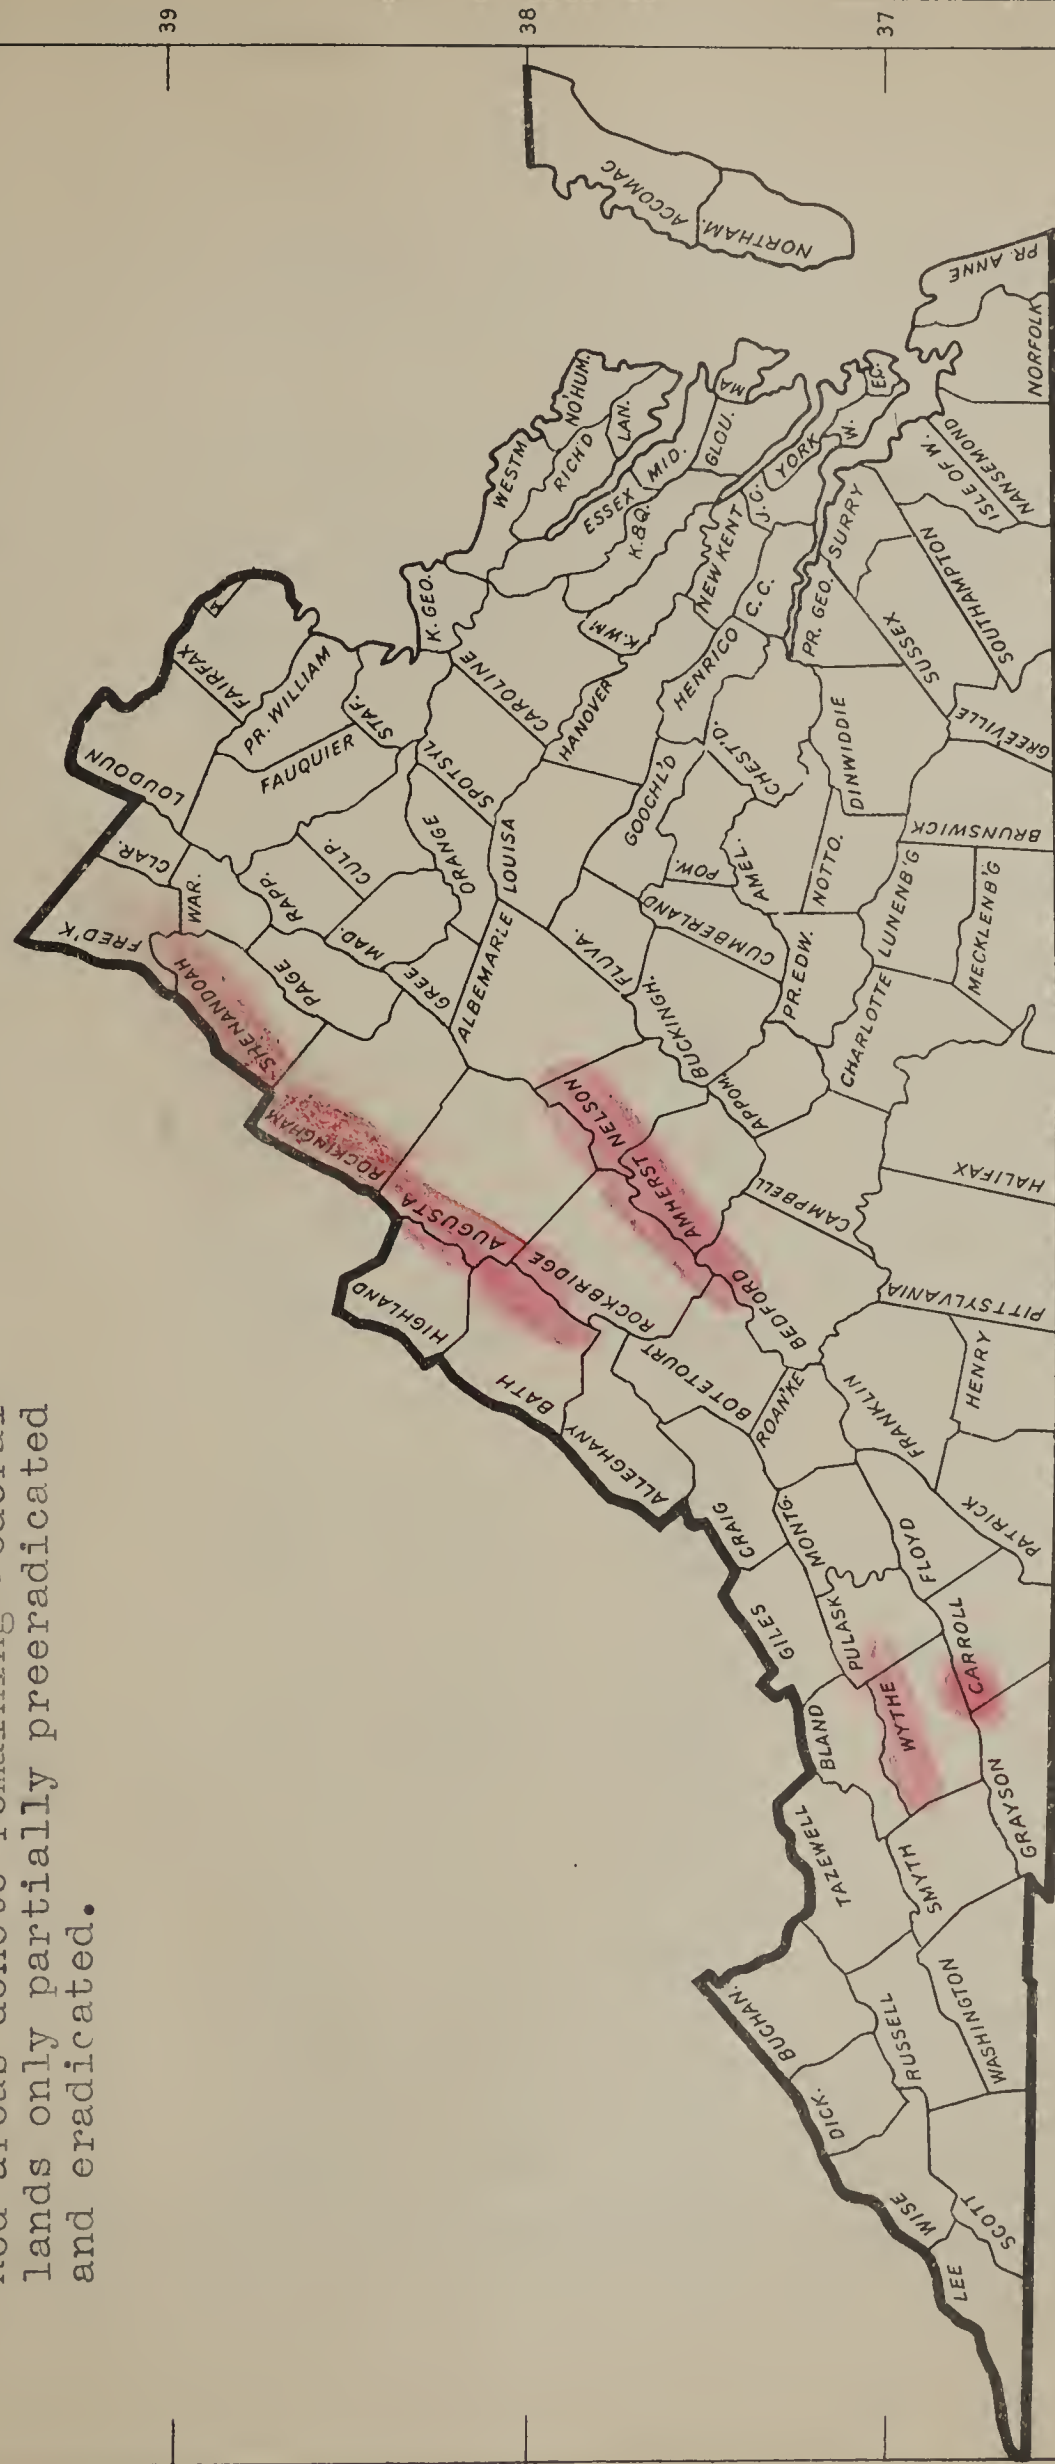 lands only partially preeradicated
and eradicated.
39
38
37
FRED'K
CLAR.
LOUDOUN
FAIRFAX
A
WAR.
FAUQUIER
PR. WILLIAM
SHENANDOAH
PAGE
RAPP.
CULP.
STAF.
K. GEO.
WESTM.
ROCKINGHAM
GREE.
MAD.
ORANGE
SPOTSYL
CAROLINE
ESSEX
RICH'D
NO'HUM.
LAN.
HIGHLAND
AUGUSTA
ALBEMARLE
LOUISA
HANOVER
K. WM
K.&Q.
MID.
GLOU.
MA
ACCOMAC
NORTHAM.
BATH
ROCKBRIDGE
NELSON
FLUVA.
GOOCHL'D
HENRICO
NEW KENT
J.C.
YORK
W.
E.C.
ALLEGHANY
BOTETOURT
AMHERST
BUCKINGH.
CUMBERLAND
POW.
CHEST'D.
C.C.
CRAIG
ROAN'KE
BEDFORD
CAMPBELL
APPOM.
PR. EDW.
AMEL.
NOTTO.
DINWIDDIE
PR. GEO.
SURRY
ISLE OF W.
NANSEMOND
NORFOLK
PR. ANNE
GILES
MONTG.
FLOYD
FRANKLIN
PITTSYLVANIA
CHARLOTTE
LUNENB'G
BRUNSWICK
SUSSEX
SOUTHAMPTON
GREEVILLE
BUCHAN.
TAZEWELL
BLAND
PULASK
WYTHE
CARROLL
PATRICK
HENRY
HALIFAX
MECKLENB'G
DICK.
RUSSELL
SMYTH
GRAYSON
WISE
LEE
SCOTT
WASHINGTON